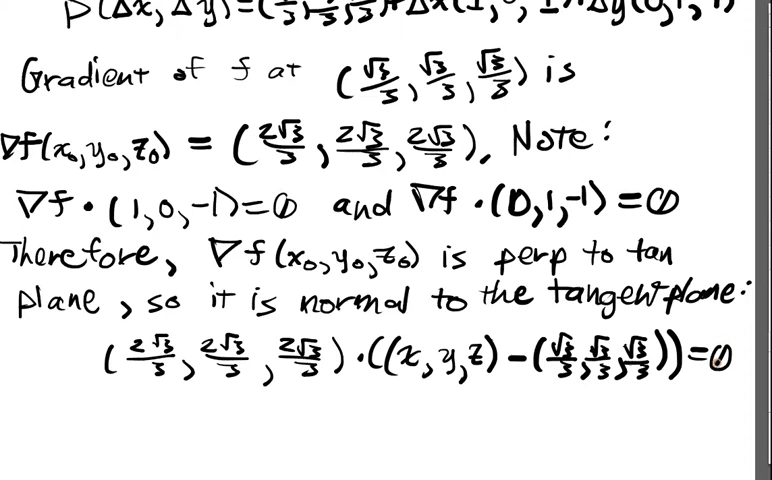 Gradient of f at (√3/3, √3/3, √3/3) is
∇f(x₀, y₀, z₀) = (2√3/3, 2√3/3, 2√3/3). Note:
∇f · (1, 0, -1) = 0 and ∇f · (0, 1, -1) = 0
Therefore, ∇f(x₀, y₀, z₀) is perp to tan
plane, so it is normal to the tangent plane:
(2√3/3, 2√3/3, 2√3/3) · ((x, y, z) - (√3/3, √3/3, √3/3)) = 0